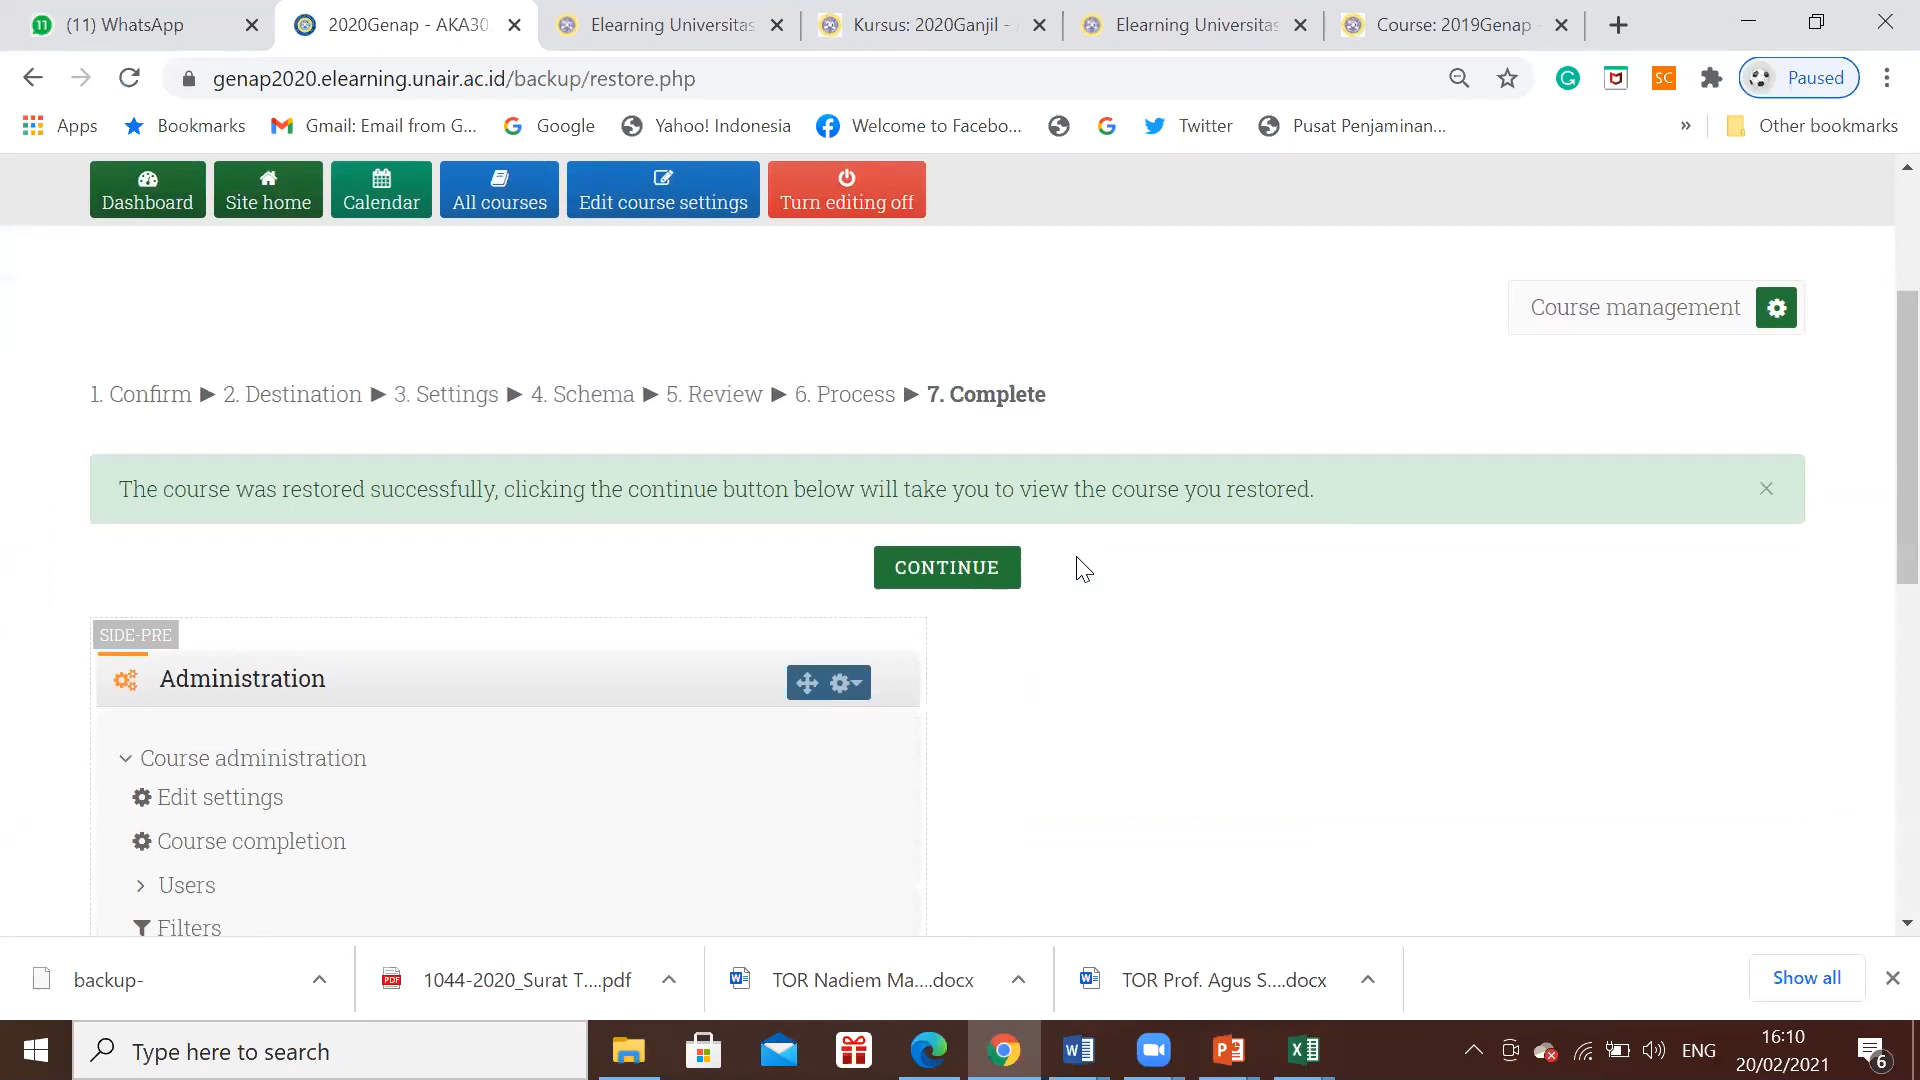 (11) WhatsApp
2020Genap - AKA30
Elearning Universitas
Kursus: 2020Ganjil -
Elearning Universitas
Course: 2019Genap -
genap2020.elearning.unair.ac.id/backup/restore.php
SC
Paused
Apps
Bookmarks
Gmail: Email from G...
Google
Yahoo! Indonesia
Welcome to Facebo...
Twitter
Pusat Penjaminan...
»
Other bookmarks
Dashboard
Site home
Calendar
All courses
Edit course settings
Turn editing off
Course management
1. Confirm ► 2. Destination ► 3. Settings ► 4. Schema ► 5. Review ► 6. Process ► 7. Complete
The course was restored successfully, clicking the continue button below will take you to view the course you restored.
CONTINUE
SIDE-PRE
Administration
Course administration
Edit settings
Course completion
Users
Filters
backup-
1044-2020_Surat T....pdf
TOR Nadiem Ma....docx
TOR Prof. Agus S....docx
Show all
Type here to search
ENG
16:10
20/02/2021
6